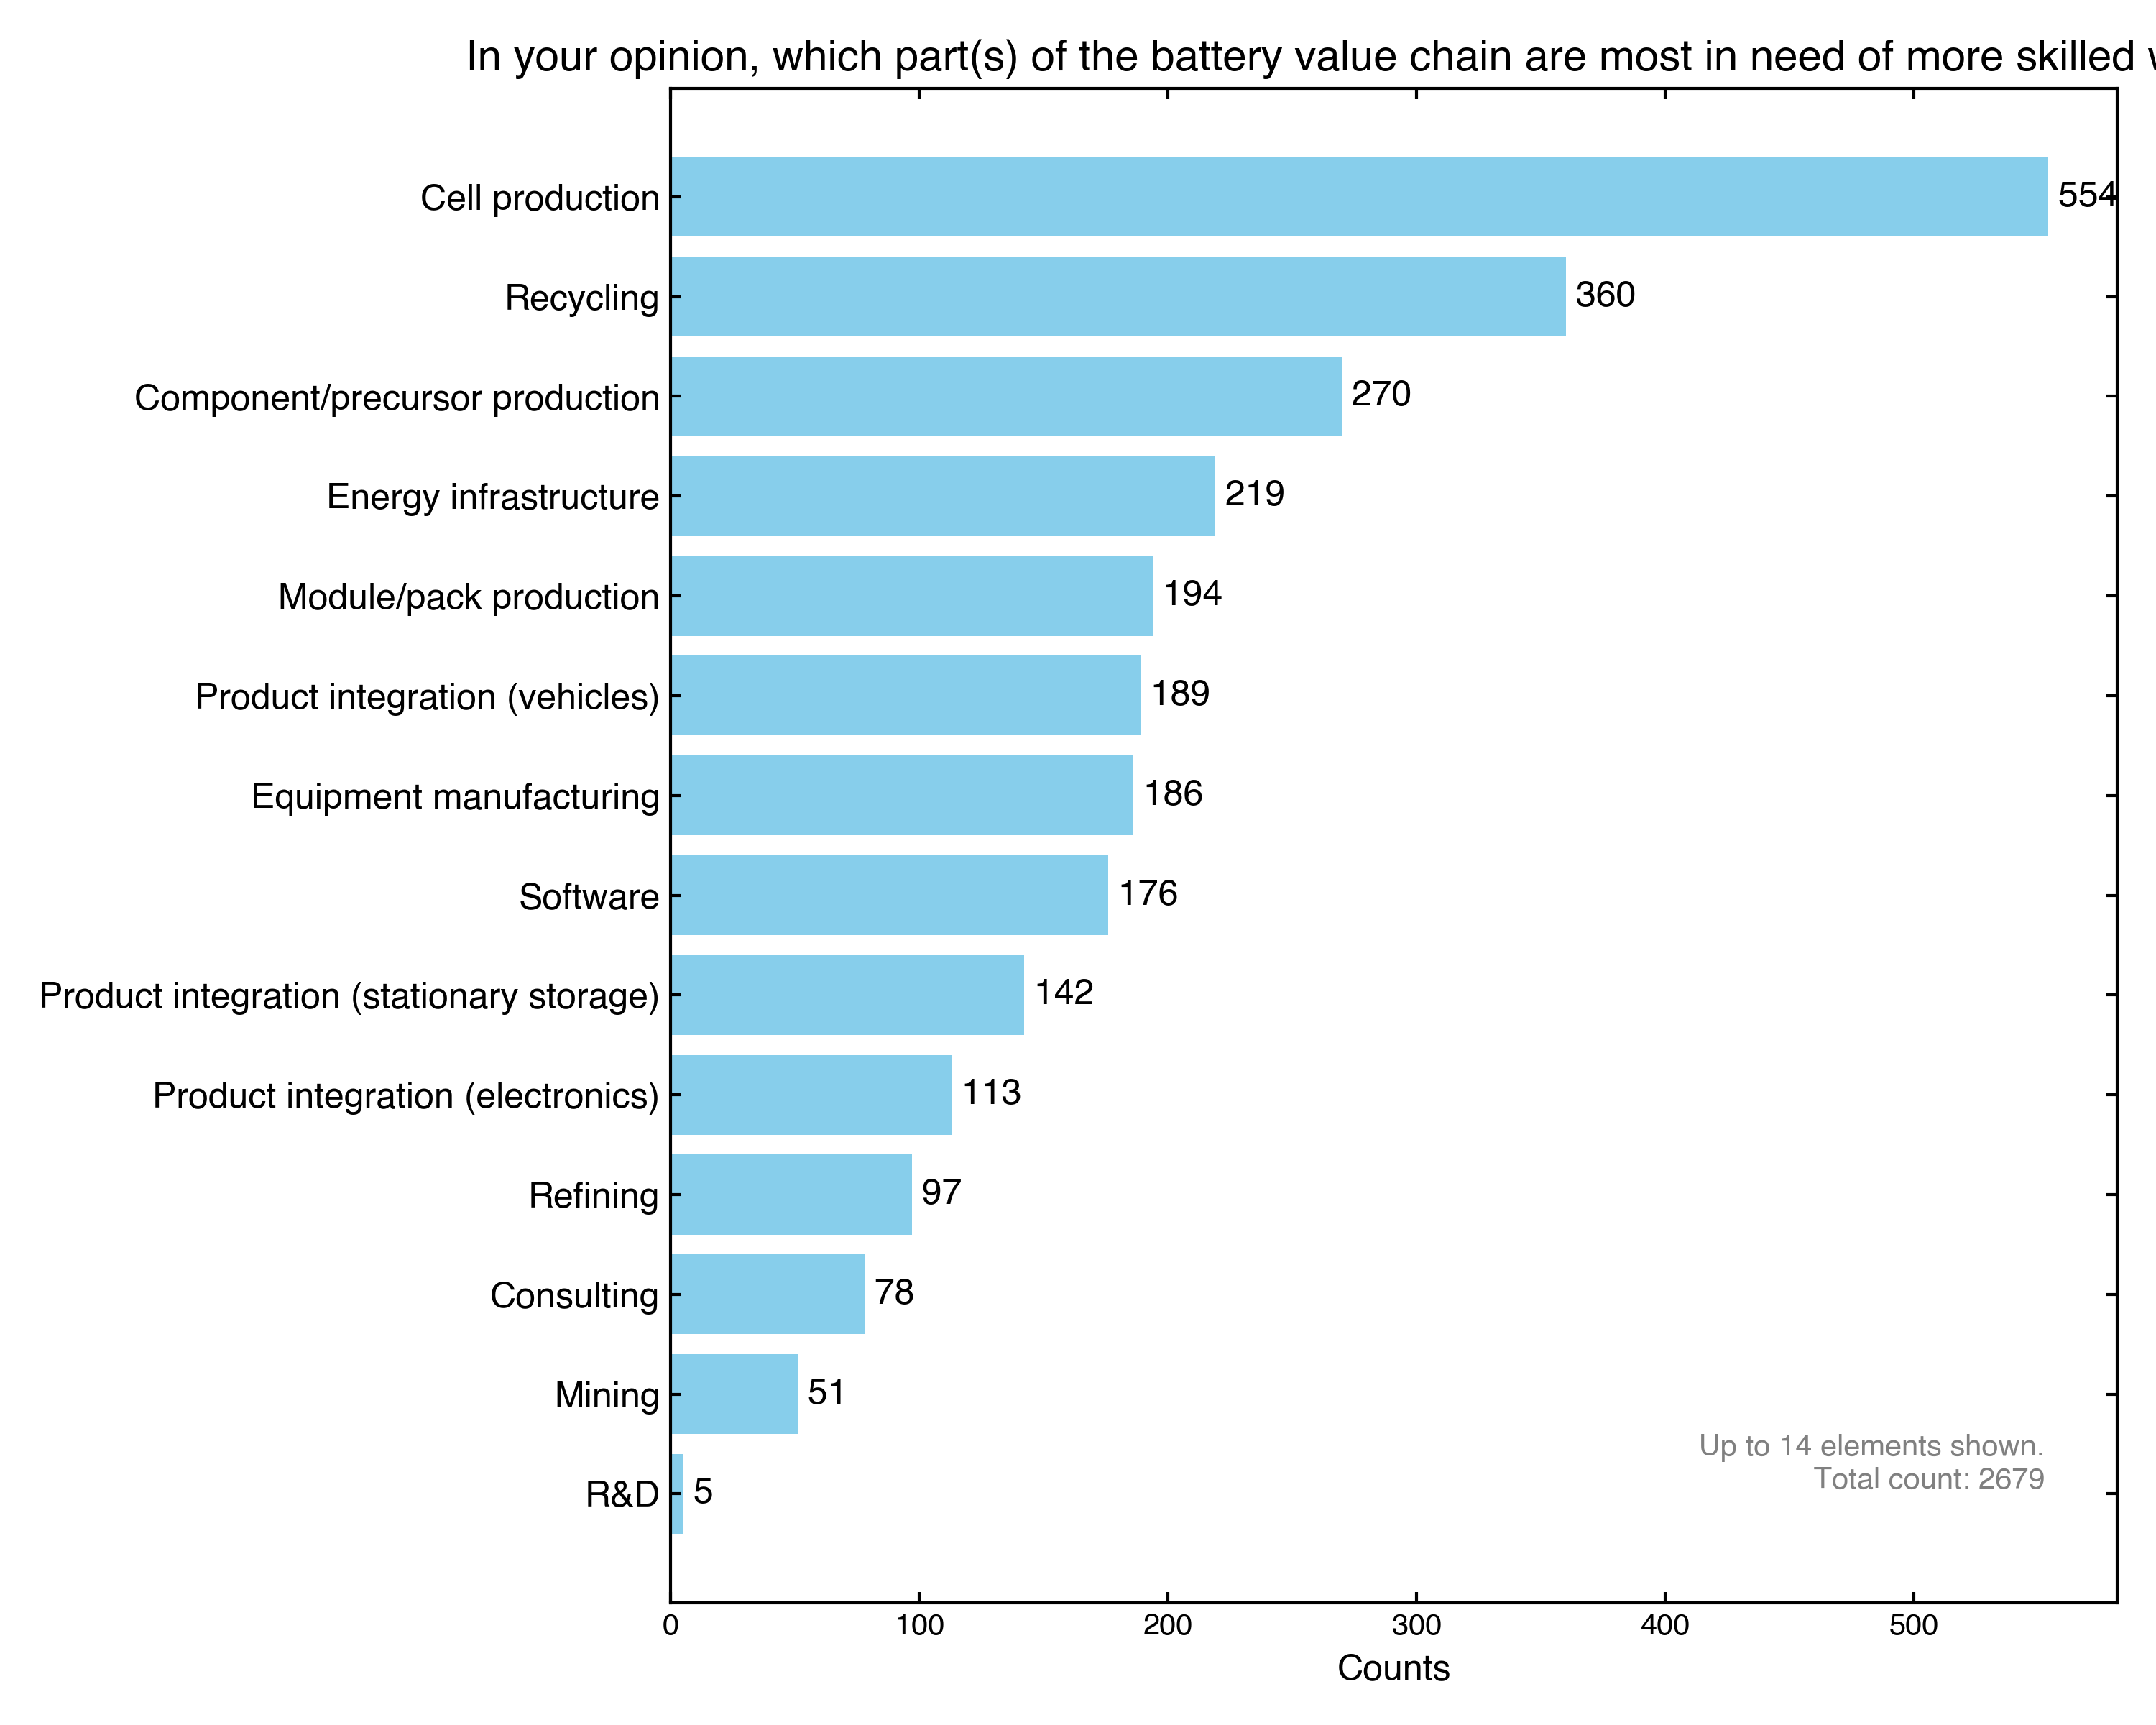 In your opinion, which part(s) of the battery value chain are most in need of more skilled
Cell production 554
Recycling 360
Component/precursor production 270
Energy infrastructure 219
Module/pack production 194
Product integration (vehicles) 189
Equipment manufacturing 186
Software 176
Product integration (stationary storage) 142
Product integration (electronics) 113
Refining 97
Consulting 78
Mining 51
Up to 14 elements shown.
Total count: 2679
R&D 5
0 100 200 300 400 500
Counts